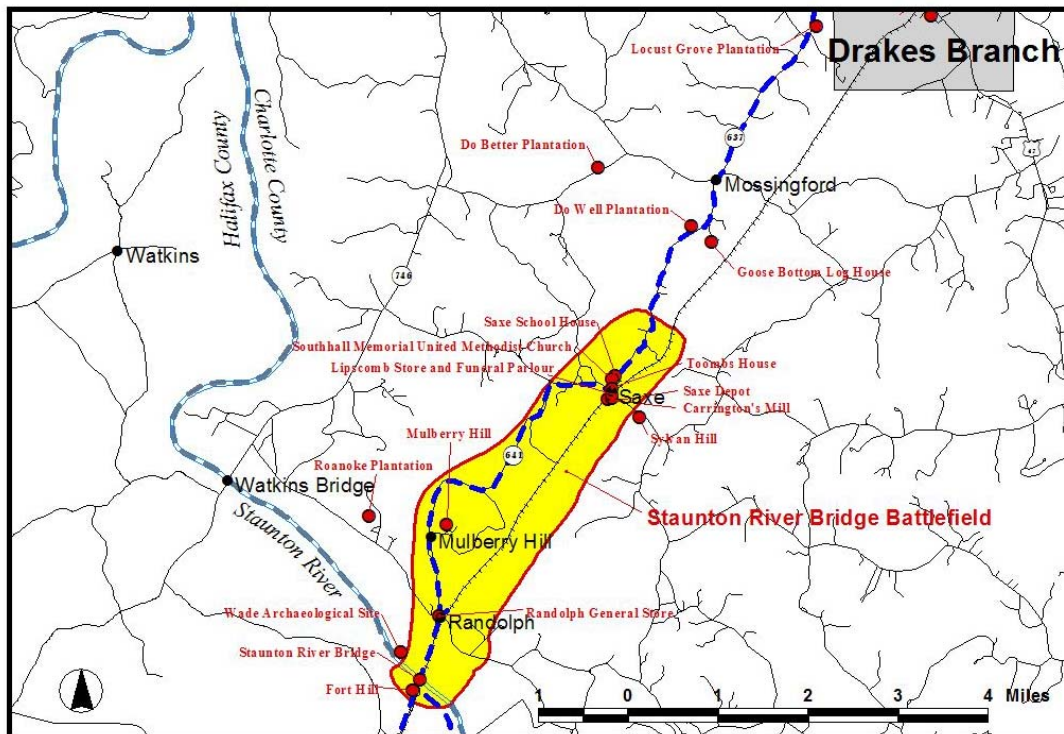 Locust Grove Plantation
Drakes Branch
637
47
Do Better Plantation
Mossingford
Halifax County
Charlotte County
Do Well Plantation
Watkins
Goose Bottom Log House
746
Saxe School House
Southhall Memorial United Methodist Church
Toombs House
Lipscomb Store and Funeral Parlour
Saxe Depot
Saxe
Carrington's Mill
Mulberry Hill
Sylvan Hill
641
Roanoke Plantation
Watkins Bridge
Staunton River
Staunton River Bridge Battlefield
Mulberry Hill
Wade Archaeological Site
Randolph General Store
Randolph
Staunton River Bridge
Fort Hill
1 0 1 2 3 4 Miles